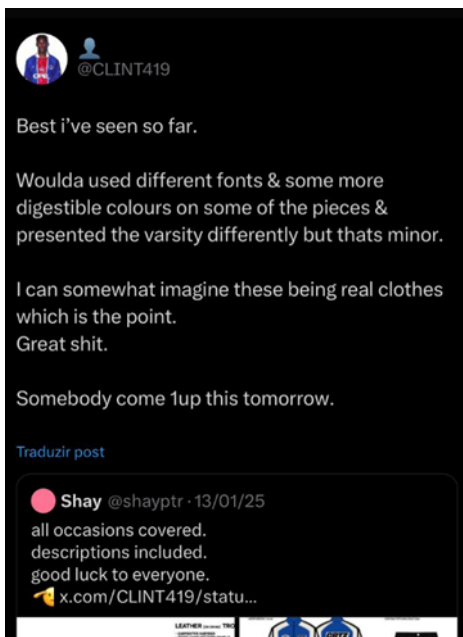 @CLINT419
Best i've seen so far.
Woulda used different fonts & some more
digestible colours on some of the pieces &
presented the varsity differently but thats minor.
I can somewhat imagine these being real clothes
which is the point.
Great shit.
Somebody come 1up this tomorrow.
Traduzir post
Shay @shayptr · 13/01/25
all occasions covered.
descriptions included.
good luck to everyone.
🫡 x.com/CLINT419/statu...
LEATHER